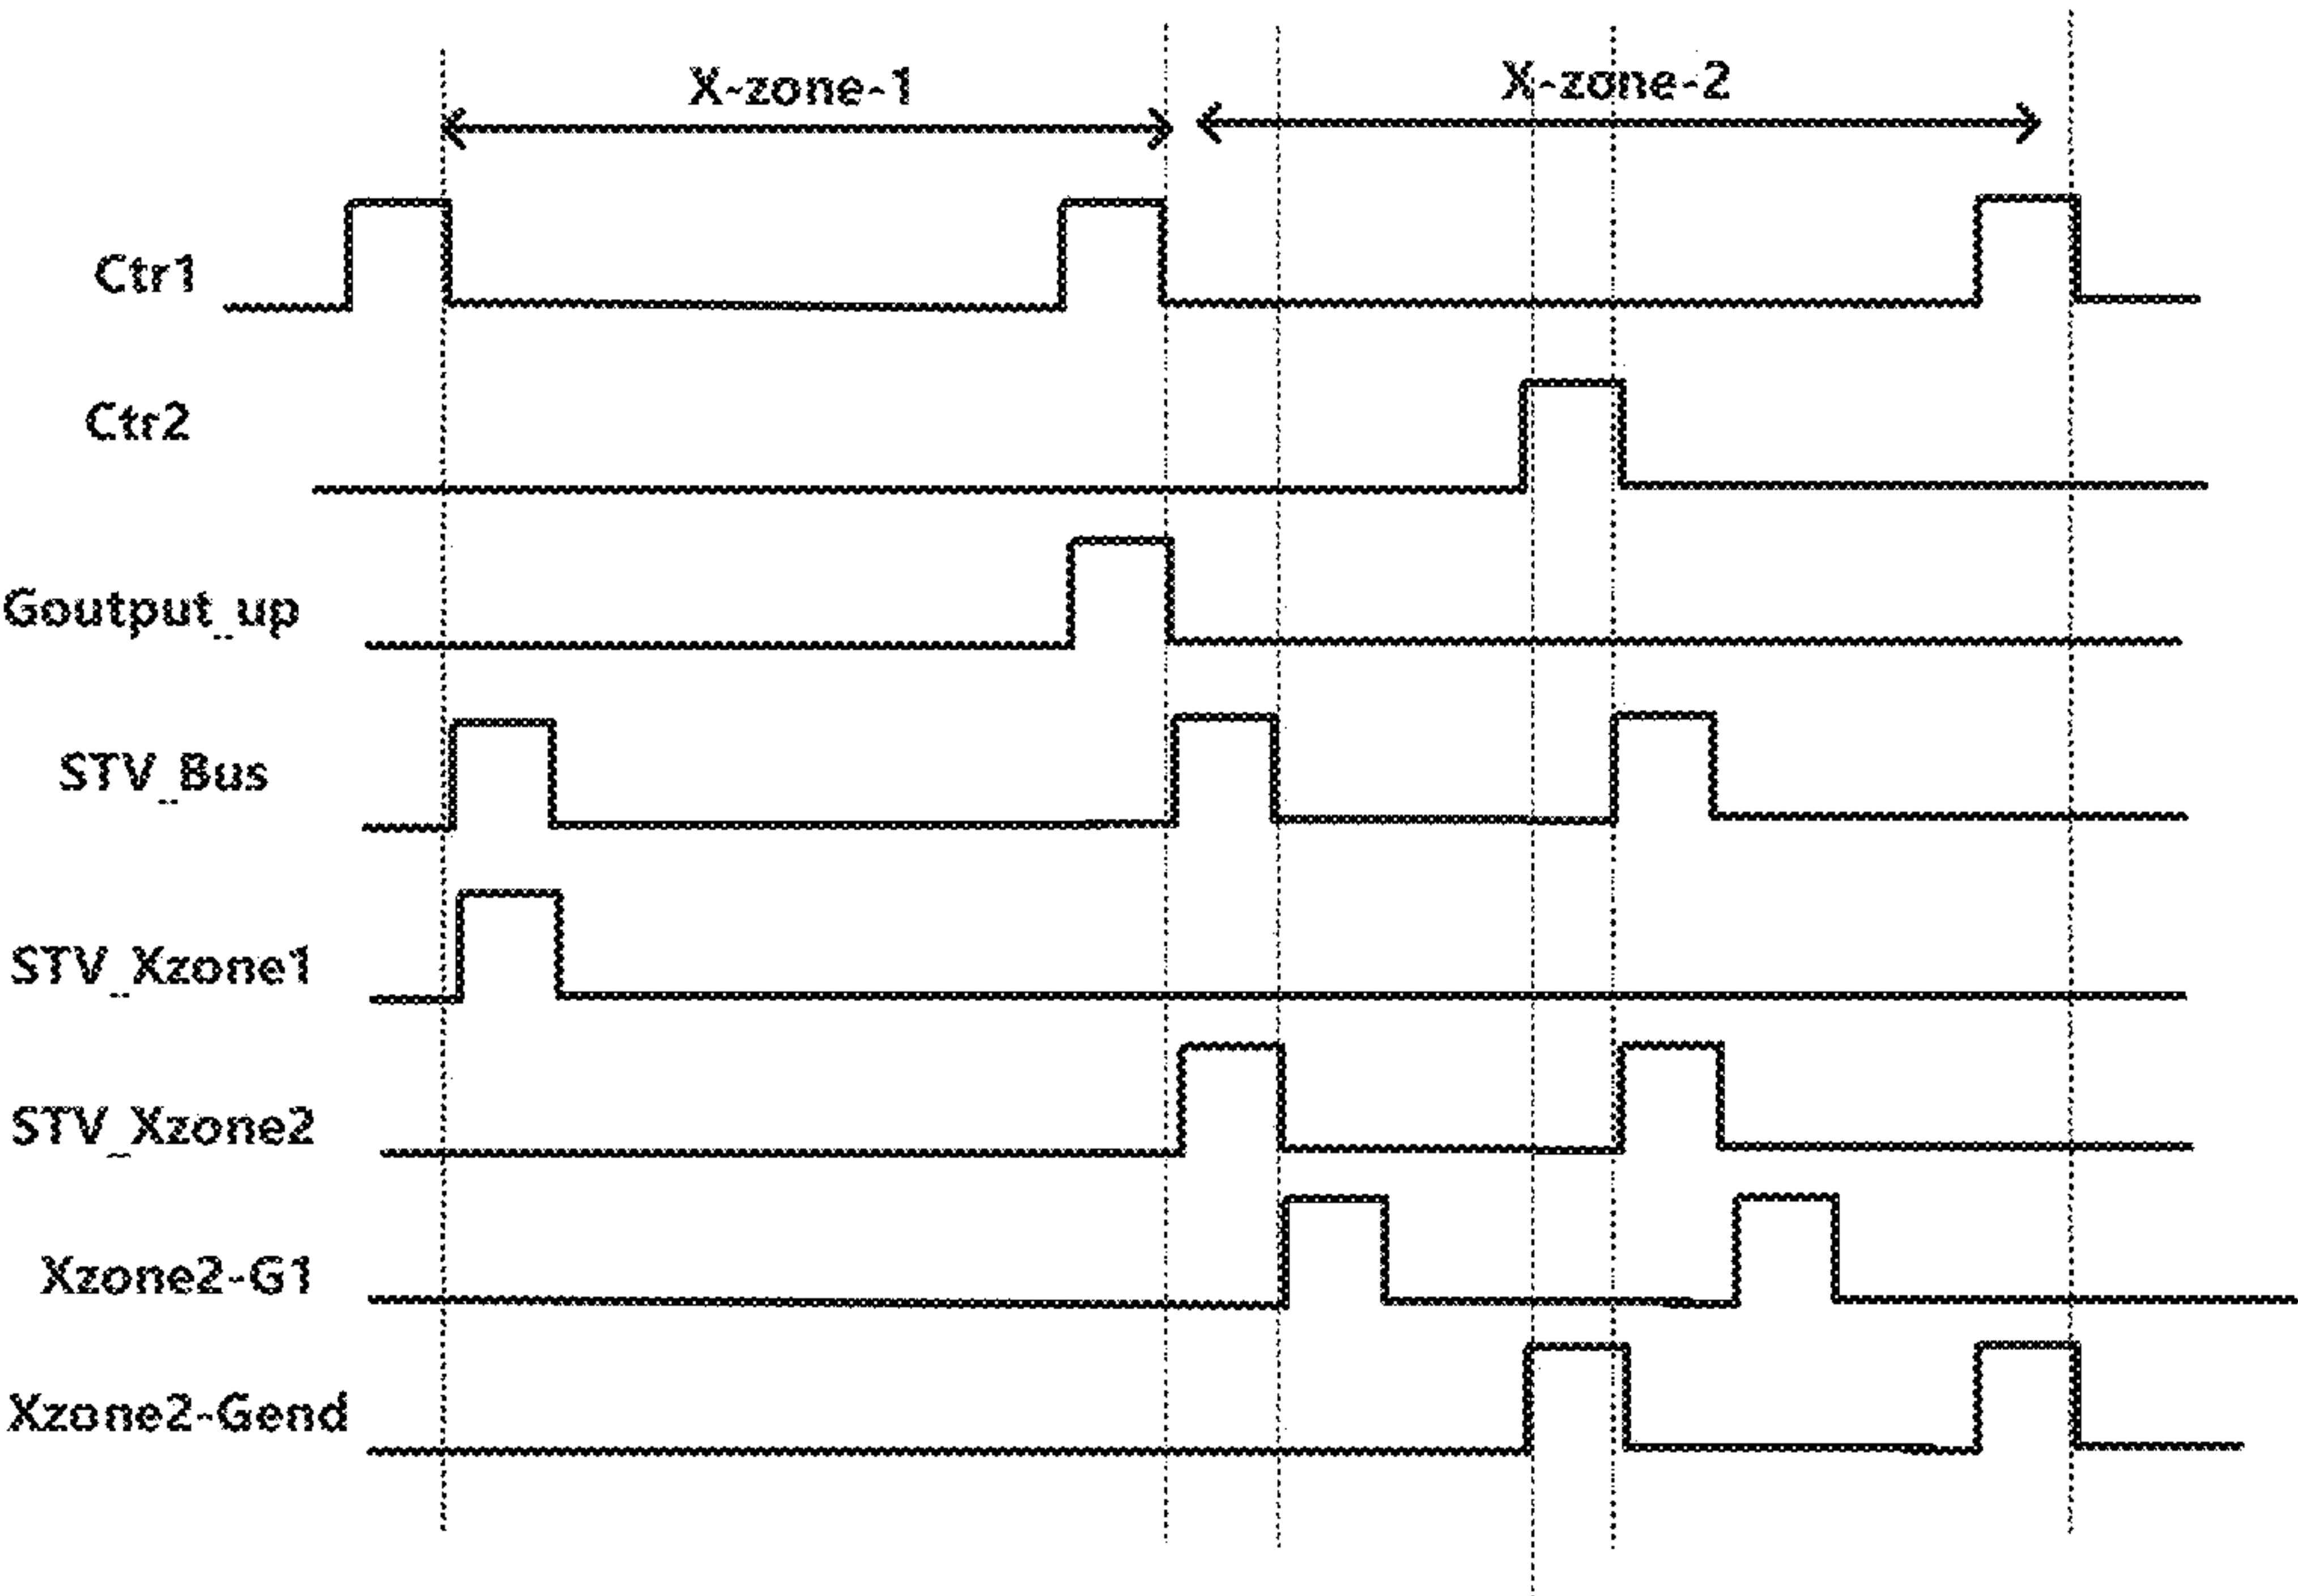 X-zone-1
X-zone-2
Ctr1
Ctr2
Goutput_up
STV_Bus
STV_Xzone1
STV_Xzone2
Xzone2-G1
Xzone2-Gend